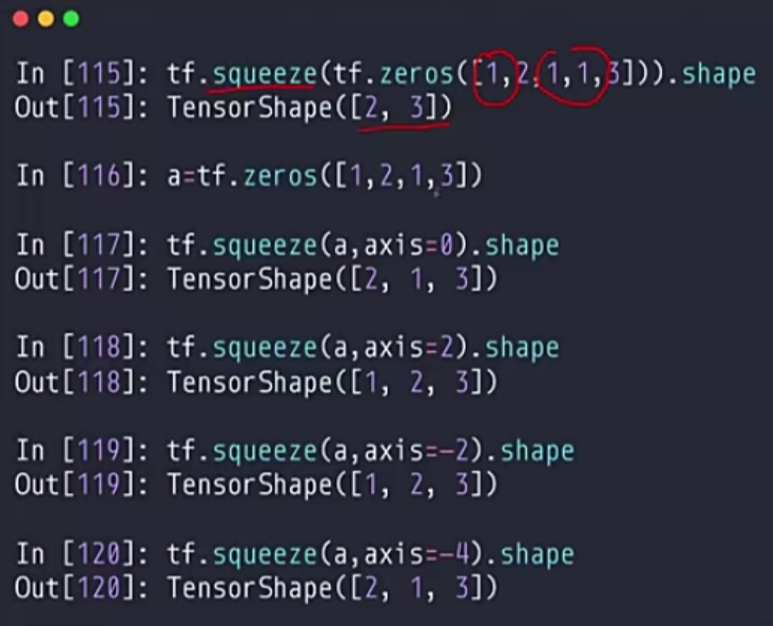 In [115]: tf.squeeze(tf.zeros([1,2,1,1,3])).shape
Out[115]: TensorShape([2, 3])
In [116]: a=tf.zeros([1,2,1,3])
In [117]: tf.squeeze(a,axis=0).shape
Out[117]: TensorShape([2, 1, 3])
In [118]: tf.squeeze(a,axis=2).shape
Out[118]: TensorShape([1, 2, 3])
In [119]: tf.squeeze(a,axis=-2).shape
Out[119]: TensorShape([1, 2, 3])
In [120]: tf.squeeze(a,axis=-4).shape
Out[120]: TensorShape([2, 1, 3])